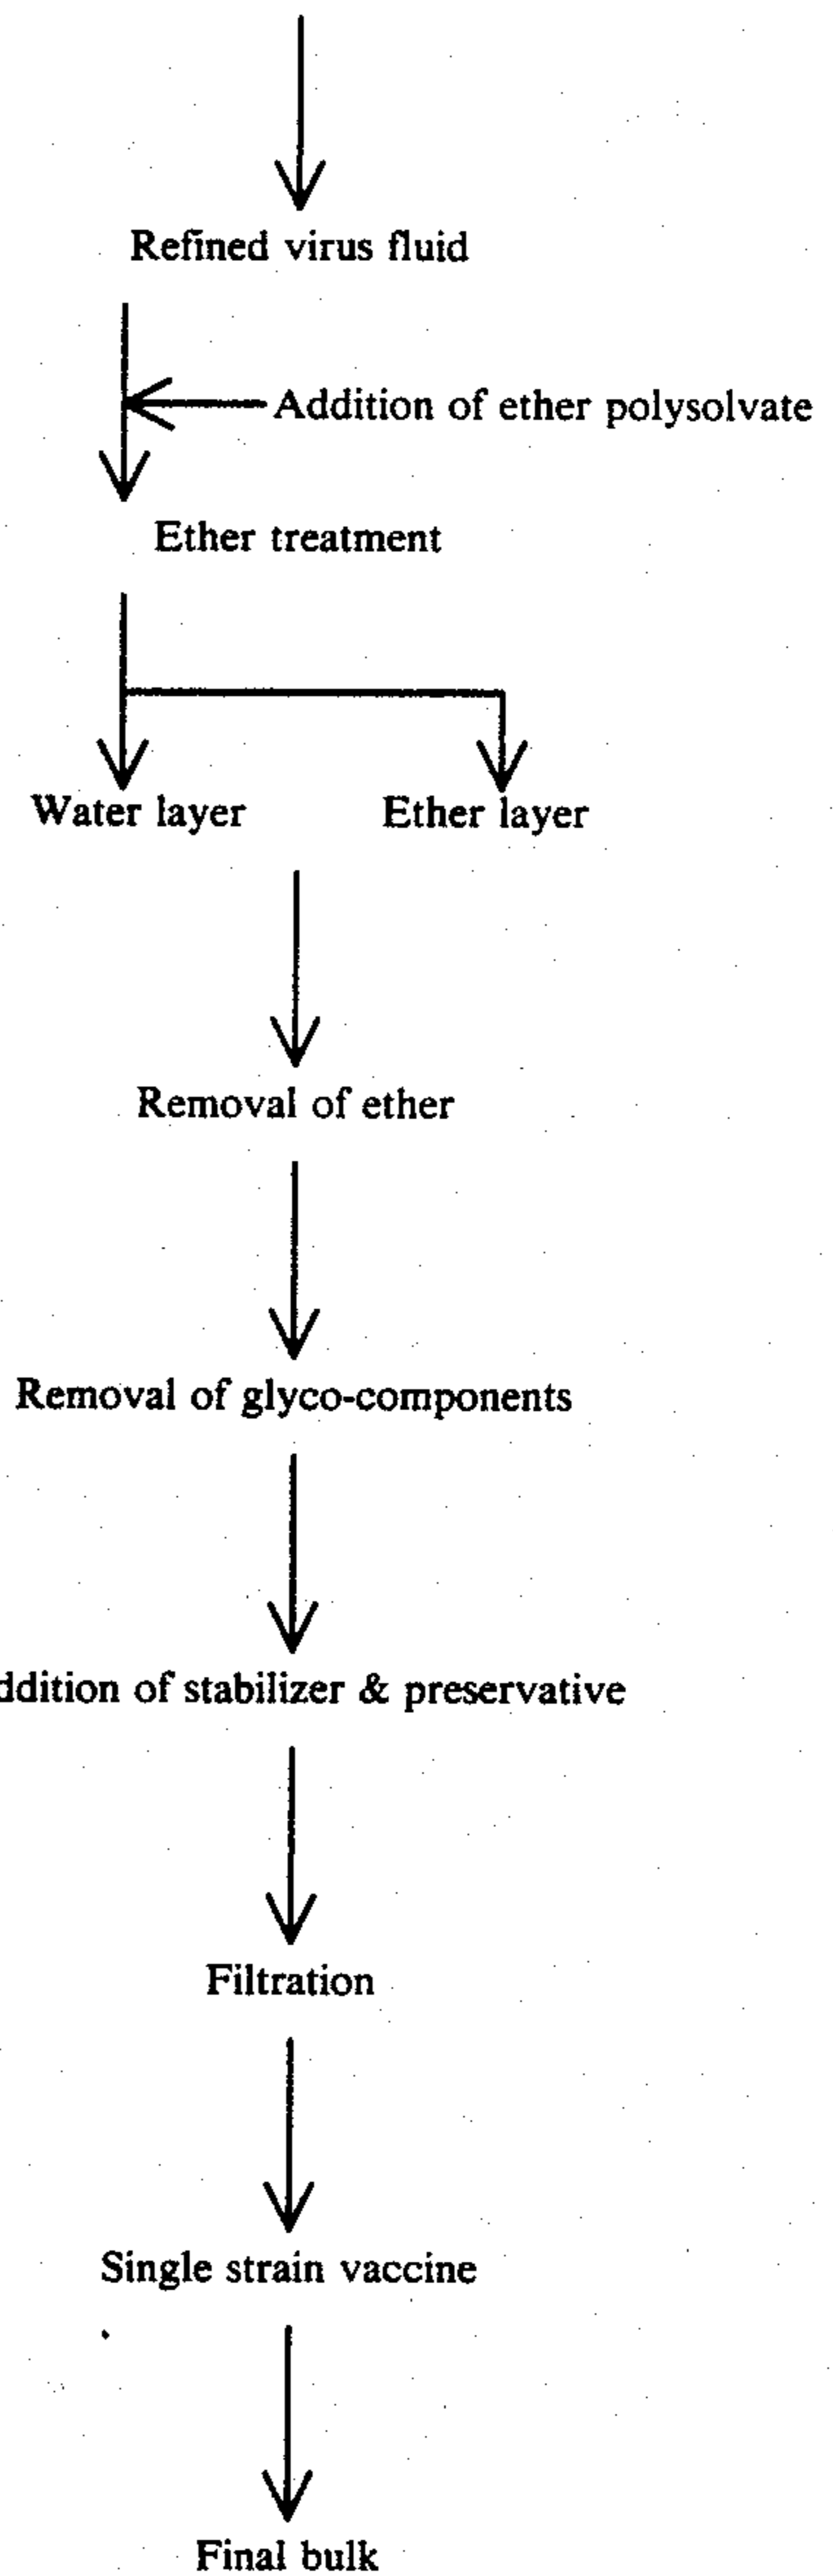 Refined virus fluid
Addition of ether polysolvate
Ether treatment
Water layer Ether layer
Removal of ether
Removal of glyco-components
ddition of stabilizer & preservative
Filtration
Single strain vaccine
Final bulk